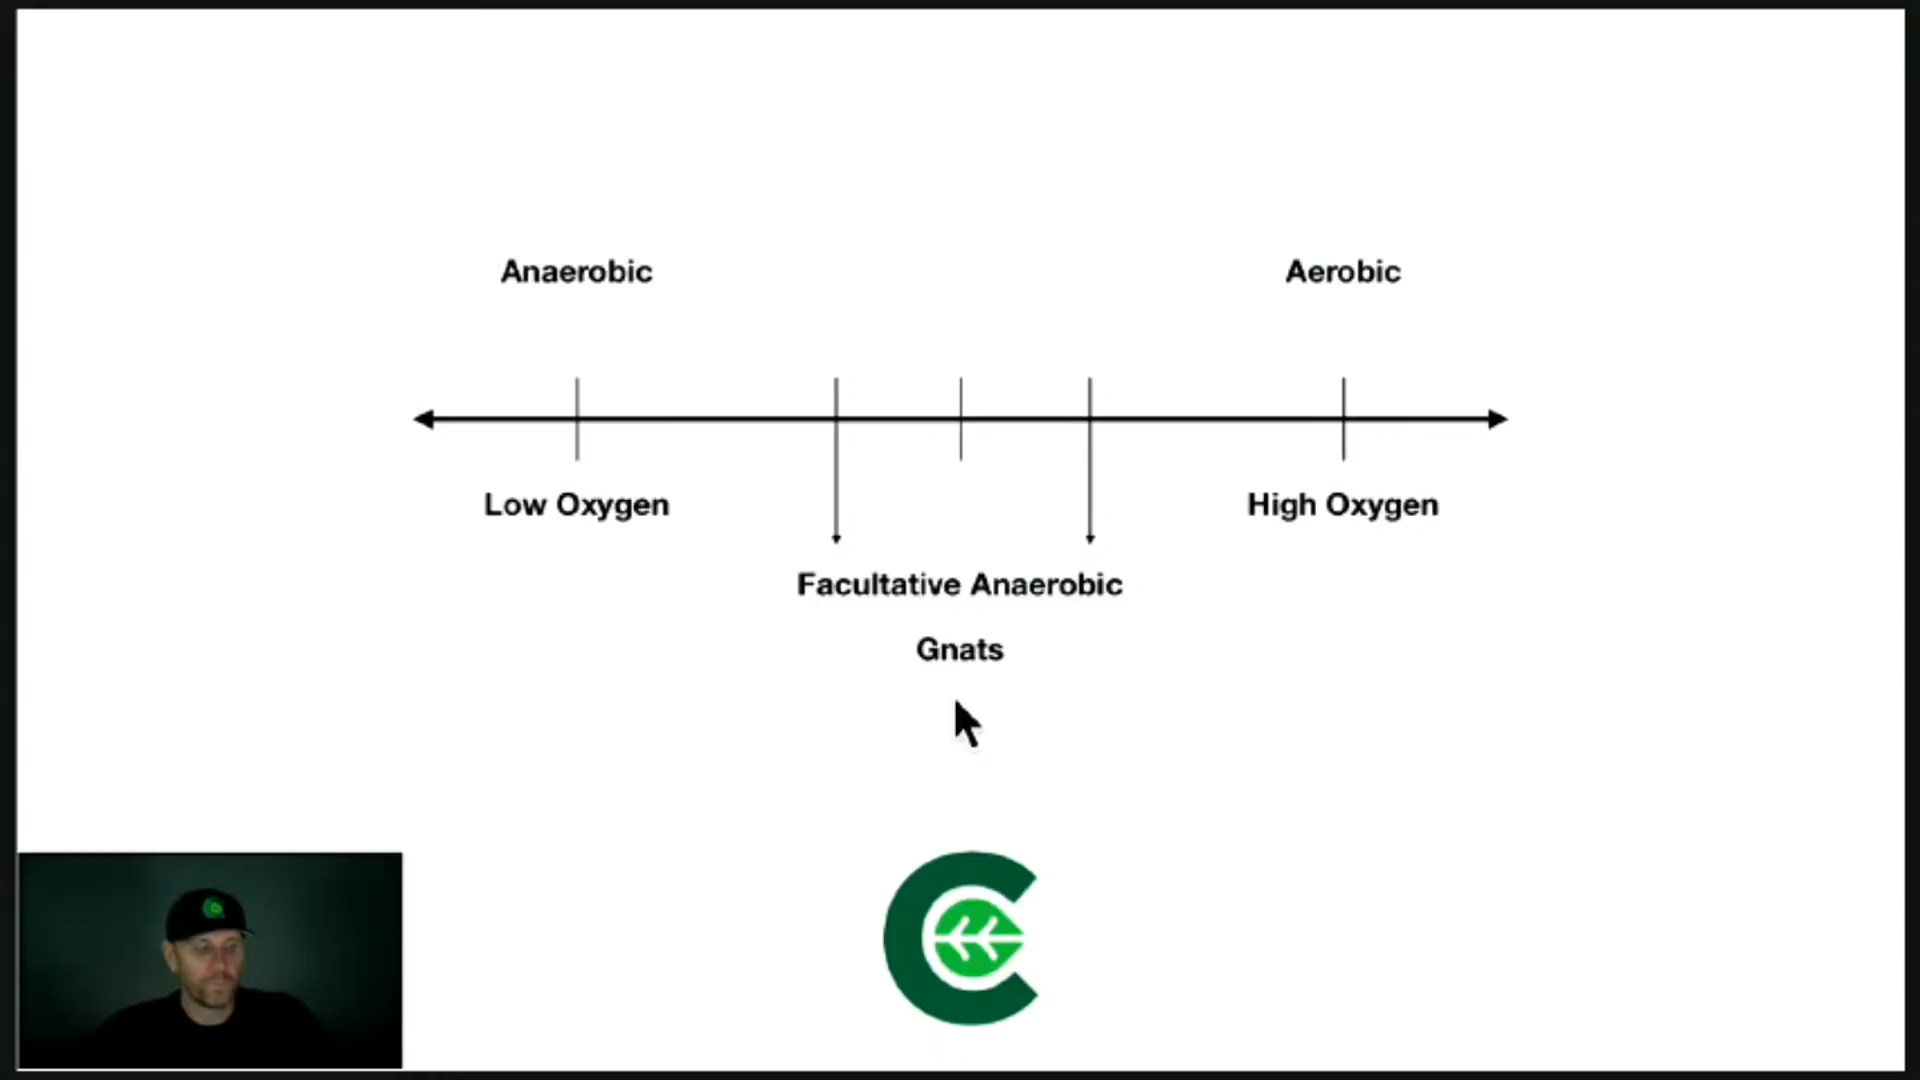 Anaerobic
Aerobic
Low Oxygen
High Oxygen
Facultative Anaerobic
Gnats